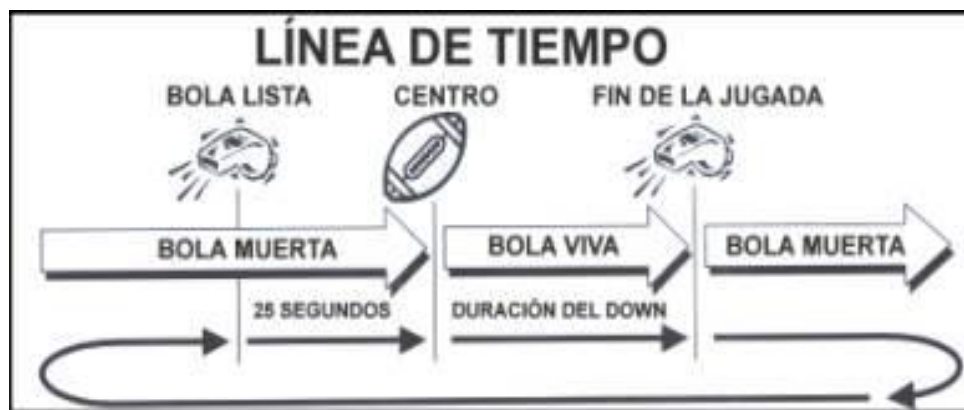 LÍNEA DE TIEMPO
BOLA LISTA CENTRO FIN DE LA JUGADA
BOLA MUERTA BOLA VIVA BOLA MUERTA
25 SEGUNDOS DURACIÓN DEL DOWN